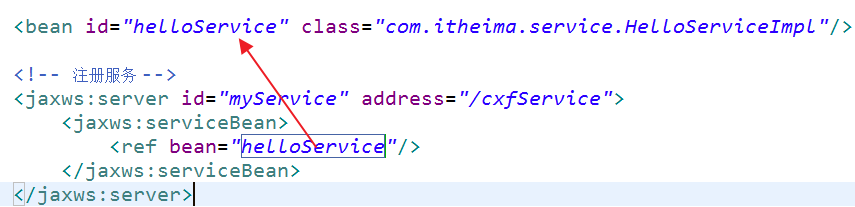 <bean id="helloService" class="com.itheima.service.HelloServiceImpl"/>
<!-- 注册服务 -->
<jaxws:server id="myService" address="/cxfService">
<jaxws:serviceBean>
<ref bean="helloService"/>
</jaxws:serviceBean>
</jaxws:server>